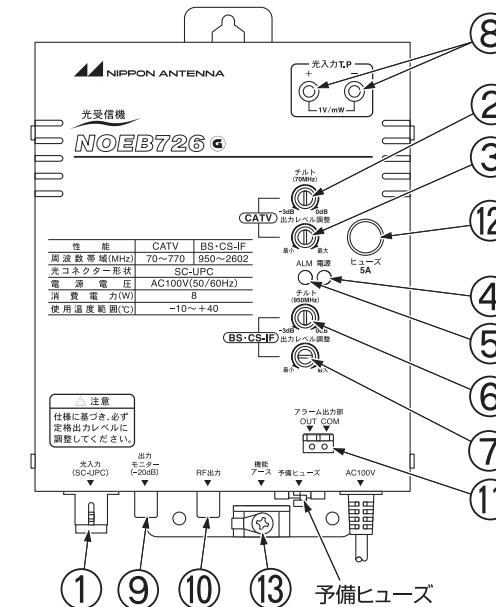 光入力T.P
+ −
1V/mW
NIPPON ANTENNA
光受信機
NOEB726 G
チルト
(70MHz)
-3dB 0dB
CATV
出力レベル調整
最小 最大
ヒューズ
5A
性能 CATV BS・CS-IF
周波数帯域(MHz) 70〜770 950〜2602
光コネクター形状 SC-UPC
電源電圧 AC100V(50/60Hz)
消費電力(W) 8
使用温度範囲(℃) −10〜+40
ALM 電源
チルト
(950MHz)
-3dB 0dB
BS・CS-IF
出力レベル調整
最小 最大
⚠ 注意
仕様に基づき、必ず
定格出力レベルに
調整してください。
アラーム出力部
OUT COM
光入力
(SC-UPC)
出力
モニター
(−20dB)
RF出力
機能
アース
予備ヒューズ
AC100V
⑧
②
③
⑫
④
⑤
⑥
⑦
⑪
① ⑨ ⑩ ⑬ 予備ヒューズ